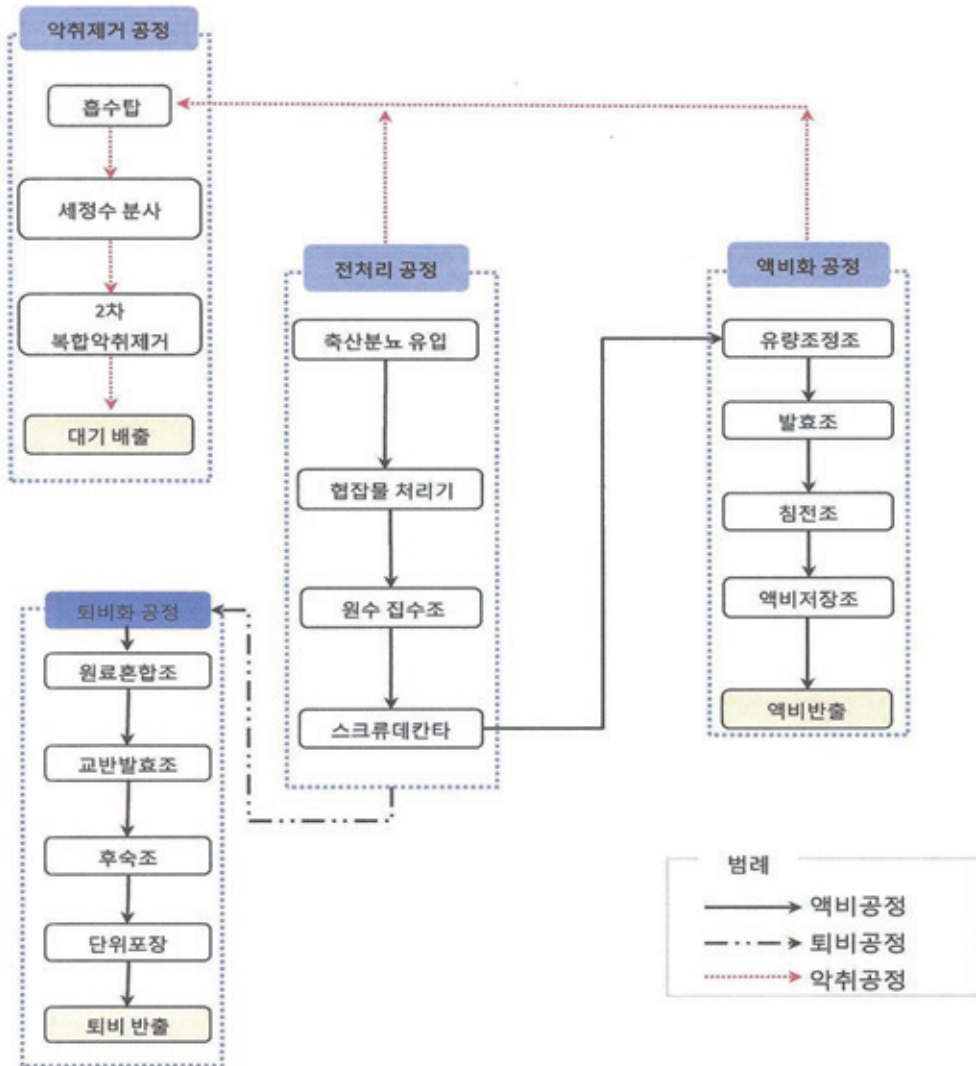 악취제거 공정
흡수탑
세정수 분사
2차
복합악취제거
대기 배출
전처리 공정
축산분뇨 유입
협잡물 처리기
원수 집수조
스크류데칸타
액비화 공정
유량조정조
발효조
침전조
액비저장조
액비반출
퇴비화 공정
원료혼합조
교반발효조
후숙조
단위포장
퇴비 반출
범례
액비공정
퇴비공정
악취공정